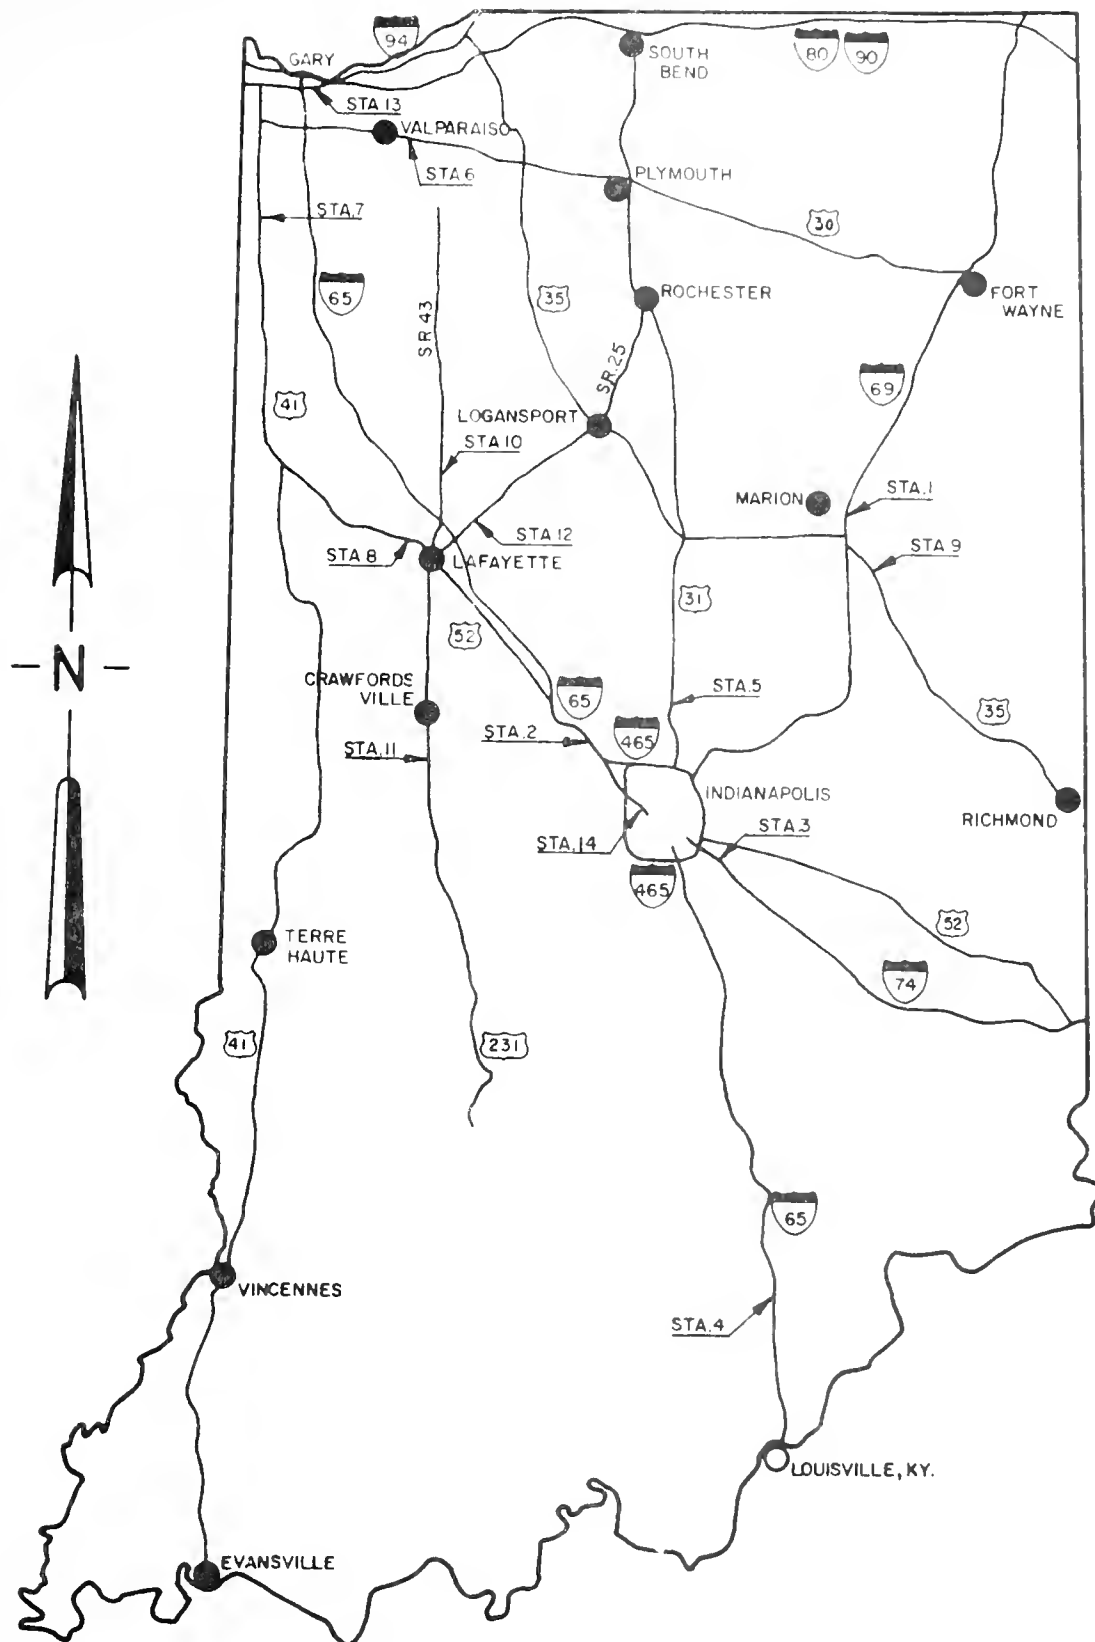 94
GARY
SOUTH
BEND
80
90
STA 13
VALPARAISO
STA.6
PLYMOUTH
STA.7
30
65
35
ROCHESTER
FORT
WAYNE
SR 43
SR.25
69
41
LOGANSPORT
STA 10
MARION
STA.1
STA 12
STA 8
LAFAYETTE
STA 9
31
52
CRAWFORDS
VILLE
65
STA.5
35
STA.2
465
STA.11
INDIANAPOLIS
RICHMOND
STA.3
STA.14
465
52
TERRE
HAUTE
74
41
231
65
N
VINCENNES
STA.4
LOUISVILLE, KY.
EVANSVILLE